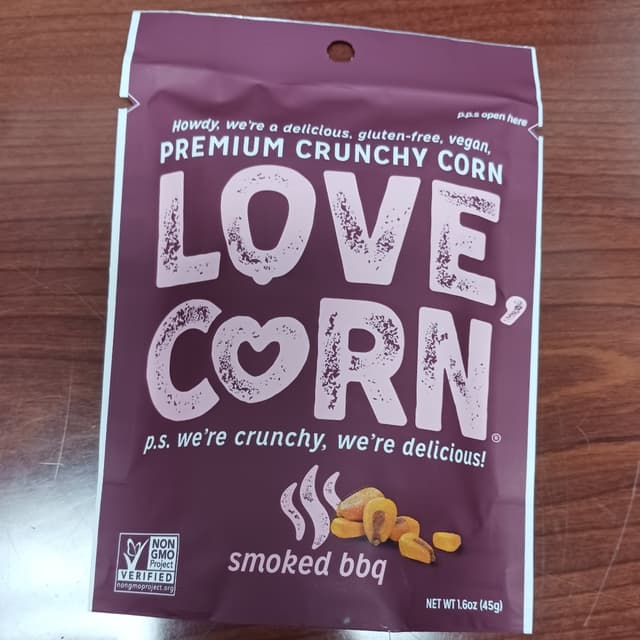 p.p.s open here
Howdy, we're a delicious, gluten-free, vegan,
PREMIUM CRUNCHY CORN
LOVE,
CORN®
p.s. we're crunchy, we're delicious!
smoked bbq
NON
GMO
Project
VERIFIED
nongmoproject.org
NET WT 1.6oz (45g)